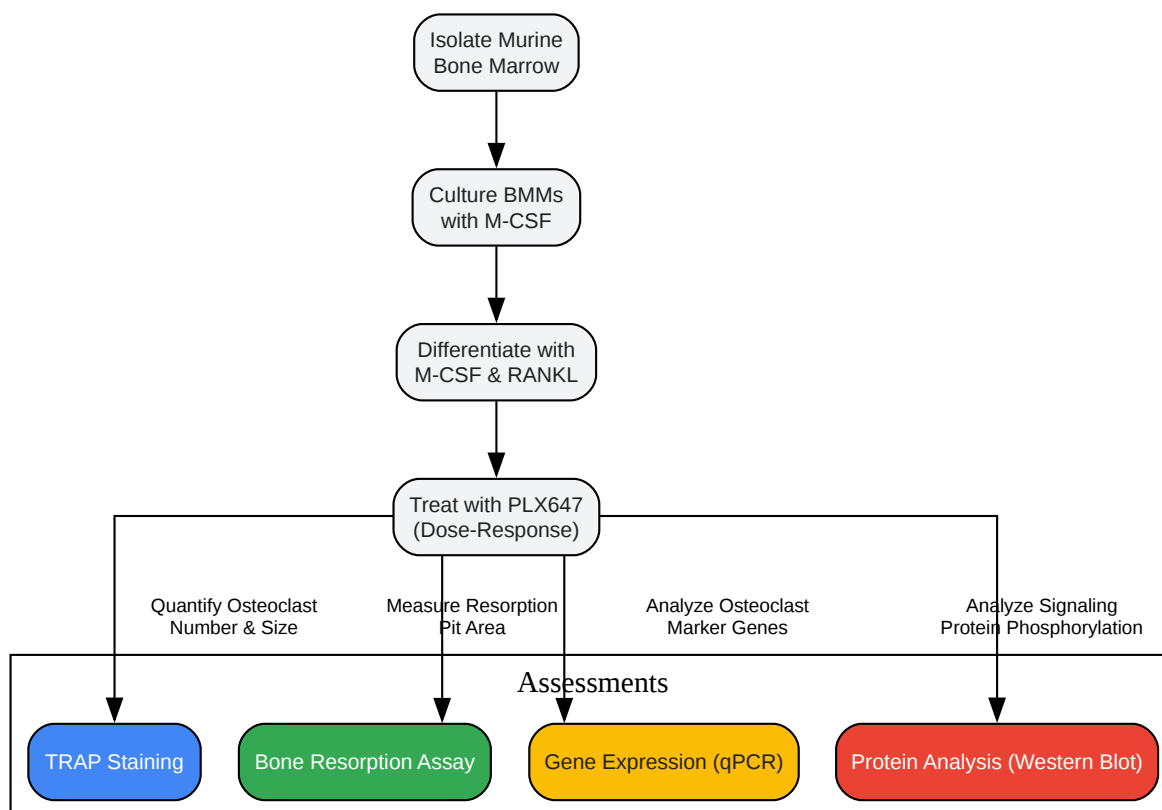 Isolate Murine
Bone Marrow
Culture BMMs
with M-CSF
Differentiate with
M-CSF & RANKL
Treat with PLX647
(Dose-Response)
Quantify Osteoclast
Number & Size
Measure Resorption
Pit Area
Analyze Osteoclast
Marker Genes
Analyze Signaling
Protein Phosphorylation
Assessments
TRAP Staining
Bone Resorption Assay
Gene Expression (qPCR)
Protein Analysis (Western Blot)